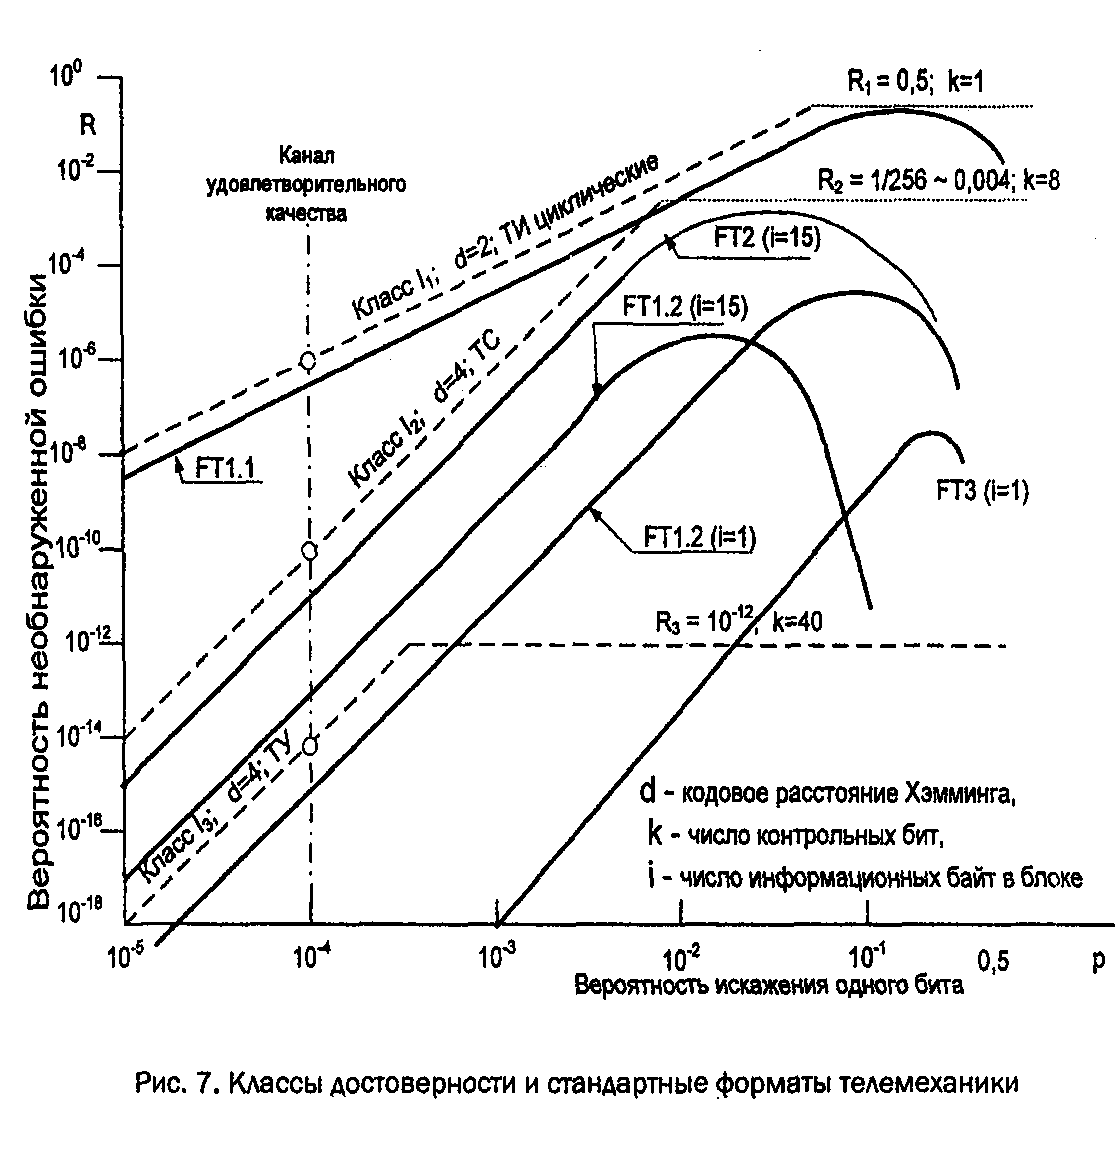 10⁰
R₁ = 0,5; k=1
R
Канал
удовлетворительного
качества
10⁻²
R₂ = 1/256 ~ 0,004; k=8
Класс I₁; d=2; ТИ циклические
FT2 (i=15)
10⁻⁴
FT1.2 (i=15)
10⁻⁶
Класс I₂; d=4; ТС
10⁻⁸
FT1.1
FT3 (i=1)
10⁻¹⁰
FT1.2 (i=1)
R₃ = 10⁻¹², k=40
10⁻¹²
10⁻¹⁴
Класс I₃; d=4; ТУ
d - кодовое расстояние Хэмминга,
10⁻¹⁶
k - число контрольных бит,
i - число информационных байт в блоке
10⁻¹⁸
Вероятность необнаруженной ошибки
10⁻⁵ 10⁻⁴ 10⁻³ 10⁻² 10⁻¹ 0,5 p
Вероятность искажения одного бита
Рис. 7. Классы достоверности и стандартные форматы телемеханики